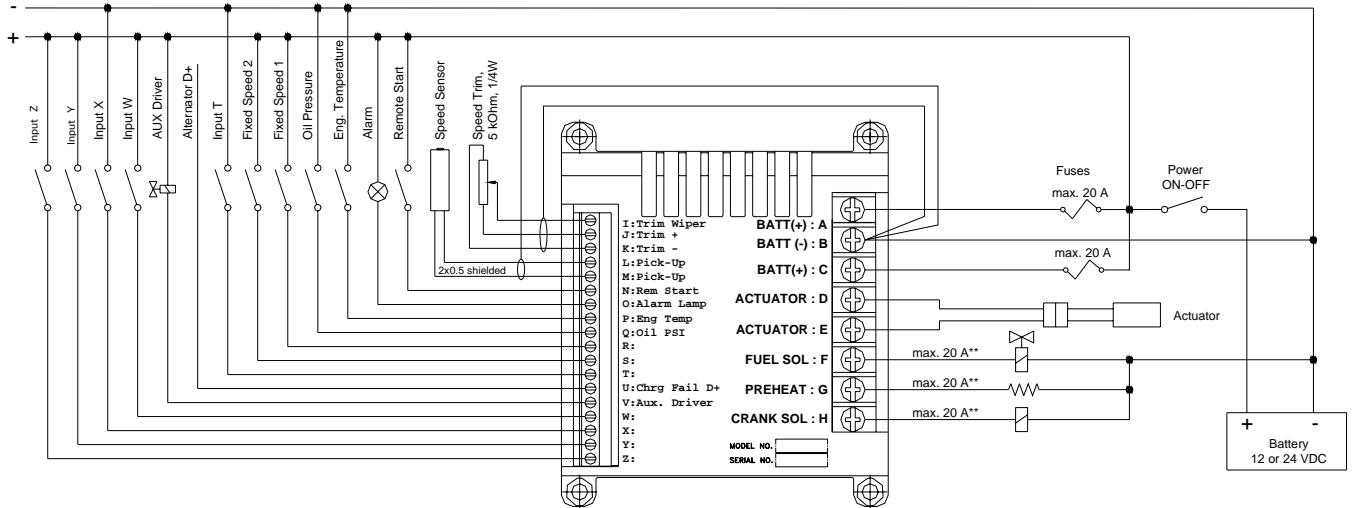 -
+
Input Z
Input Y
Input X
Input W
AUX Driver
Alternator D+
Input T
Fixed Speed 2
Fixed Speed 1
Oil Pressure
Eng. Temperature
Alarm
Remote Start
Speed Sensor
Speed Trim,
5 kOhm, 1/4W
2x0.5 shielded
I:Trim Wiper
J:Trim +
K:Trim -
L:Pick-Up
M:Pick-Up
N:Rem Start
O:Alarm Lamp
P:Eng Temp
Q:Oil PSI
R:
S:
T:
U:Chrg Fail D+
V:Aux. Driver
W:
X:
Y:
Z:
BATT(+) : A
BATT (-) : B
BATT(+) : C
ACTUATOR : D
ACTUATOR : E
FUEL SOL : F
PREHEAT : G
CRANK SOL : H
MODEL NO.
SERIAL NO.
Fuses
max. 20 A
Power
ON-OFF
max. 20 A
Actuator
max. 20 A**
max. 20 A**
max. 20 A**
+ -
Battery
12 or 24 VDC